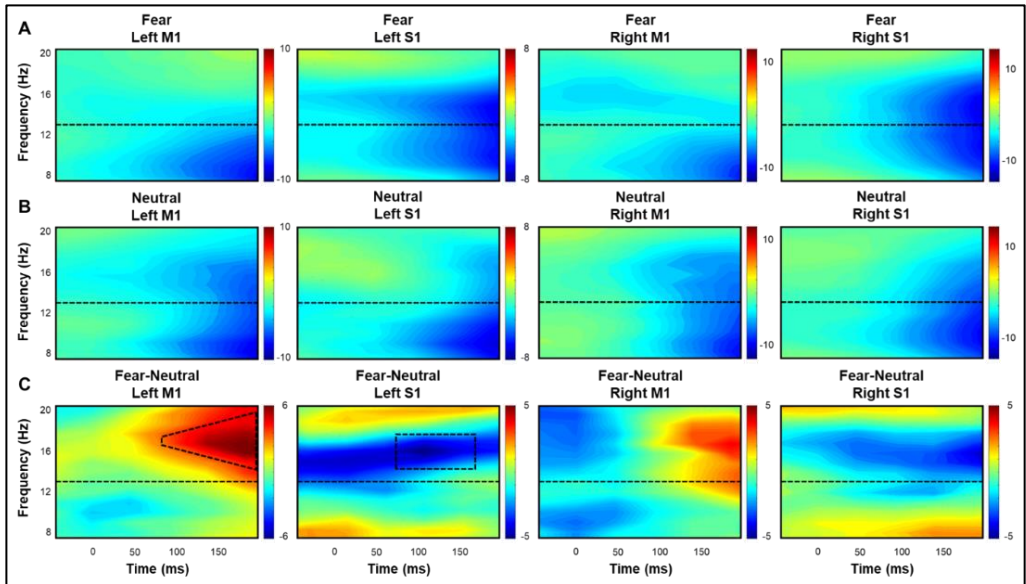 A
Fear
Left M1
Fear
Left S1
Fear
Right M1
Fear
Right S1
Frequency (Hz)
20
16
12
8
10
-10
8
-8
10
-10
10
-10
B
Neutral
Left M1
Neutral
Left S1
Neutral
Right M1
Neutral
Right S1
Frequency (Hz)
20
16
12
8
10
-10
8
-8
10
-10
10
-10
C
Fear-Neutral
Left M1
Fear-Neutral
Left S1
Fear-Neutral
Right M1
Fear-Neutral
Right S1
Frequency (Hz)
20
16
12
8
6
-6
5
-5
5
-5
5
-5
0 50 100 150
0 50 100 150
0 50 100 150
0 50 100 150
Time (ms)
Time (ms)
Time (ms)
Time (ms)